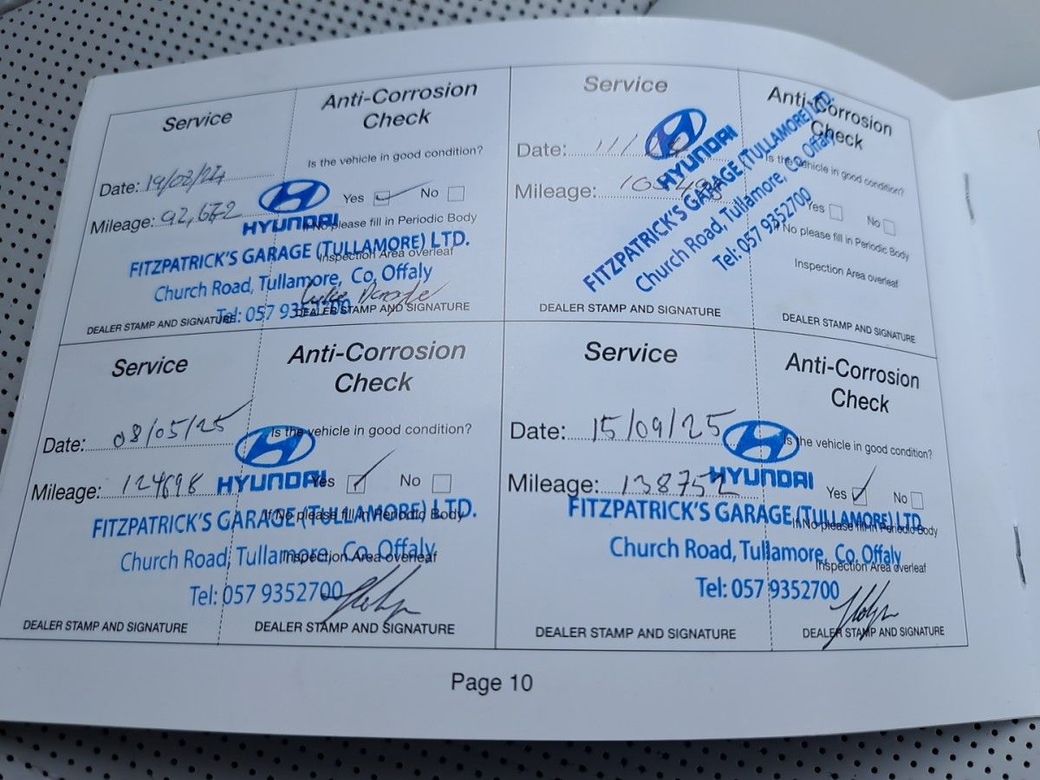 Service
Anti-Corrosion
Check
Is the vehicle in good condition?
Date: 19/02/24
Yes No
Mileage: 92,672
HYUNDAI
If No please fill in Periodic Body
Inspection Area overleaf
FITZPATRICK'S GARAGE (TULLAMORE) LTD.
Church Road, Tullamore, Co. Offaly
Tel: 057 9352700
DEALER STAMP AND SIGNATURE
DEALER STAMP AND SIGNATURE
Service
Anti-Corrosion
Check
Is the vehicle in good condition?
Date:
Mileage:
Yes No
If No please fill in Periodic Body
Inspection Area overleaf
HYUNDAI
FITZPATRICK'S GARAGE (TULLAMORE) LTD.
Church Road, Tullamore, Co. Offaly
Tel: 057 9352700
DEALER STAMP AND SIGNATURE
DEALER STAMP AND SIGNATURE
Service
Anti-Corrosion
Check
Date: 08/05/25
Is the vehicle in good condition?
Mileage: 124698
HYUNDAI
Yes No
If No please fill in Periodic Body
Inspection Area overleaf
FITZPATRICK'S GARAGE (TULLAMORE) LTD.
Church Road, Tullamore, Co. Offaly
Tel: 057 9352700
DEALER STAMP AND SIGNATURE
DEALER STAMP AND SIGNATURE
Service
Anti-Corrosion
Check
Date: 15/09/25
Is the vehicle in good condition?
Mileage: 138752
HYUNDAI
Yes No
If No please fill in Periodic Body
Inspection Area overleaf
FITZPATRICK'S GARAGE (TULLAMORE) LTD.
Church Road, Tullamore, Co. Offaly
Tel: 057 9352700
DEALER STAMP AND SIGNATURE
DEALER STAMP AND SIGNATURE
Page 10